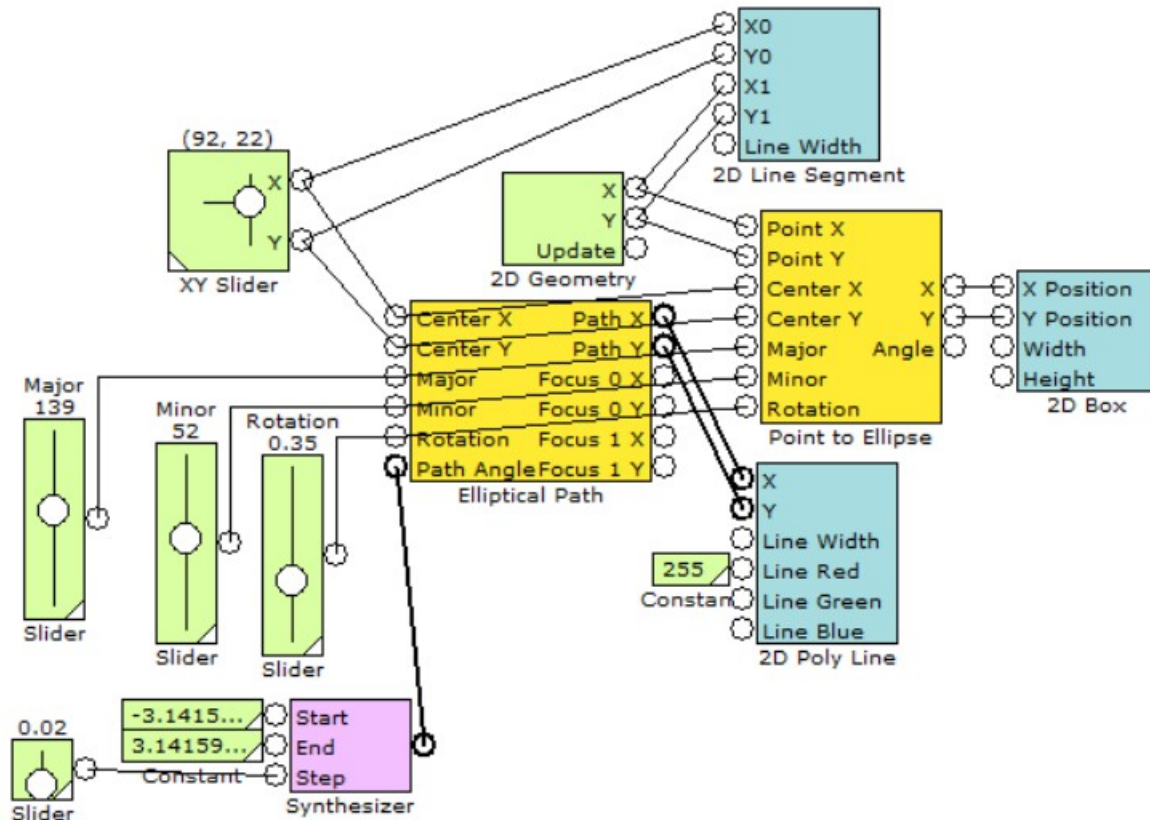 X0
Y0
X1
Y1
Line Width
2D Line Segment
(92, 22)
X
Y
XY Slider
X
Y
Update
2D Geometry
Point X
Point Y
Center X X
Center Y Y
Major Angle
Minor
Rotation
Point to Ellipse
X Position
Y Position
Width
Height
2D Box
Center X Path X
Center Y Path Y
Major Focus 0 X
Minor Focus 0 Y
Rotation Focus 1 X
Path Angle Focus 1 Y
Elliptical Path
Major
139
Slider
Minor
52
Slider
Rotation
0.35
Slider
X
Y
Line Width
Line Red
Line Green
Line Blue
2D Poly Line
255
Constan
-3.1415...
3.14159...
Constant
Start
End
Step
Synthesizer
0.02
Slider